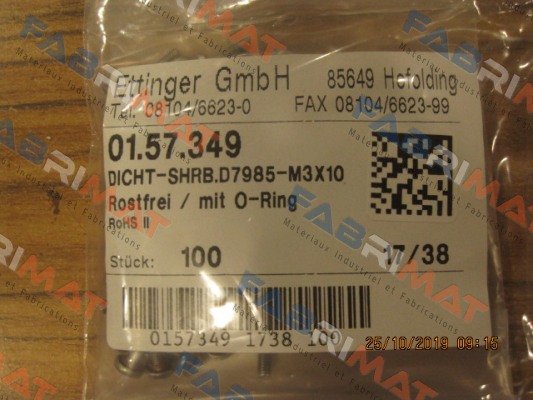 Ettinger GmbH 85649 Hofolding
Tel. 08104/6623-0 FAX 08104/6623-99
01.57.349
DICHT-SHRB.D7985-M3X10
Rostfrei / mit O-Ring
RoHS II
Stück: 100 17/38
0157349 1738 100
25/10/2019 09:15
FABRIMAT
Materiaux Industriel et Fabrications